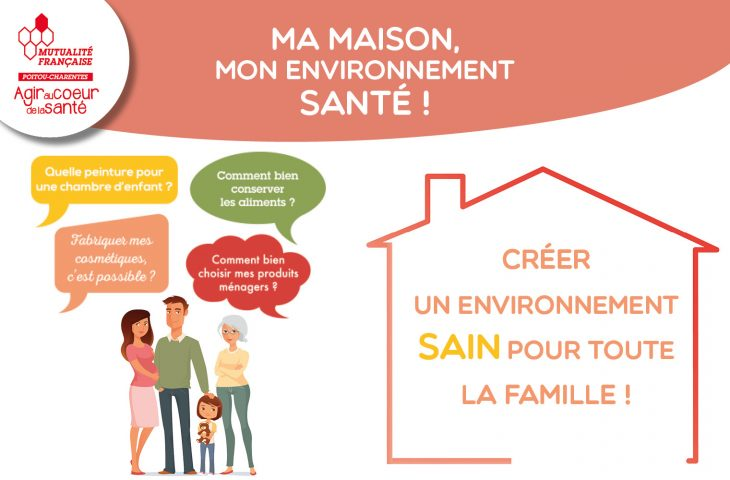 MUTUALITÉ
FRANÇAISE
POITOU-CHARENTES
Agir au coeur
de la santé
MA MAISON,
MON ENVIRONNEMENT
SANTÉ !
Quelle peinture pour
une chambre d'enfant ?
Comment bien
conserver
les aliments ?
Fabriquer mes
cosmétiques,
c'est possible ?
Comment bien
choisir mes produits
ménagers ?
CRÉER
UN ENVIRONNEMENT
SAIN POUR TOUTE
LA FAMILLE !